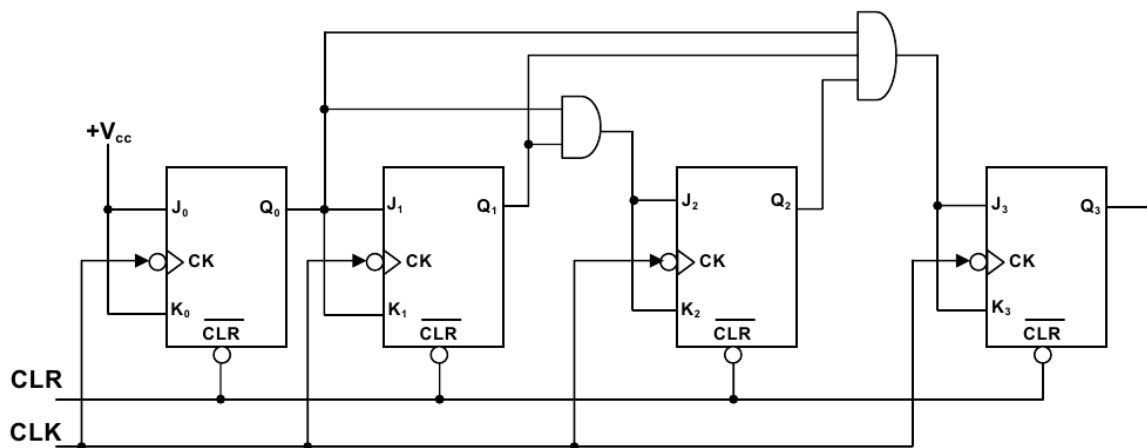 +Vcc
J0 Q0 J1 Q1 J2 Q2 J3 Q3
CK CK CK CK
K0 K1 K2 K3
CLR CLR CLR CLR
CLR
CLK